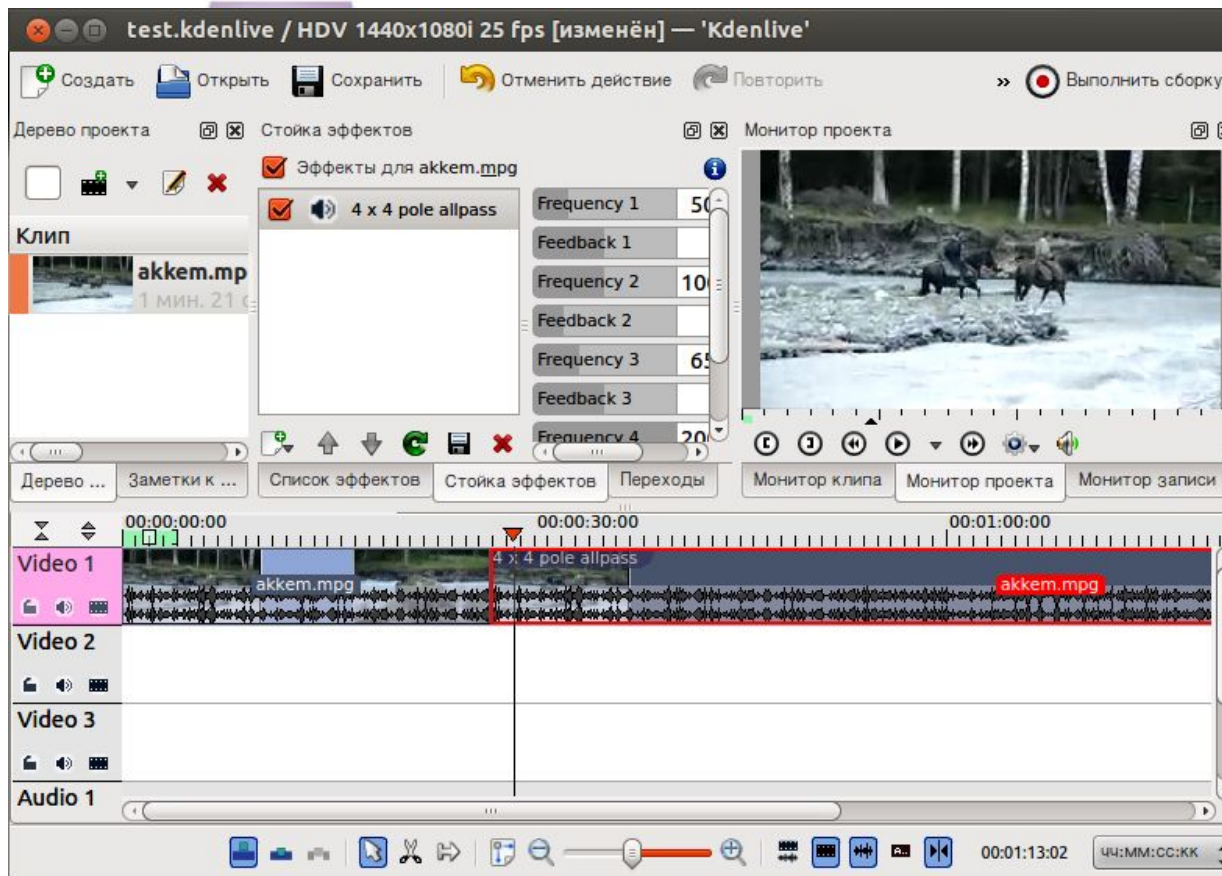 test.kdenlive / HDV 1440x1080i 25 fps [изменён] — 'Kdenlive'
Создать Открыть Сохранить Отменить действие Повторить » Выполнить сборку
Дерево проекта Стойка эффектов Монитор проекта
Эффекты для akkem.mpg
4 x 4 pole allpass
Frequency 1 50
Feedback 1
Frequency 2 100
Feedback 2
Frequency 3 65
Feedback 3
Frequency 4 200
Клип
akkem.mp
1 мин. 21 с
Дерево ... Заметки к ... Список эффектов Стойка эффектов Переходы Монитор клипа Монитор проекта Монитор записи
00:00:00:00 00:00:30:00 00:01:00:00
Video 1
4 x 4 pole allpass
akkem.mpg akkem.mpg
Video 2
Video 3
Audio 1
00:01:13:02 чч:мм:сс:кк